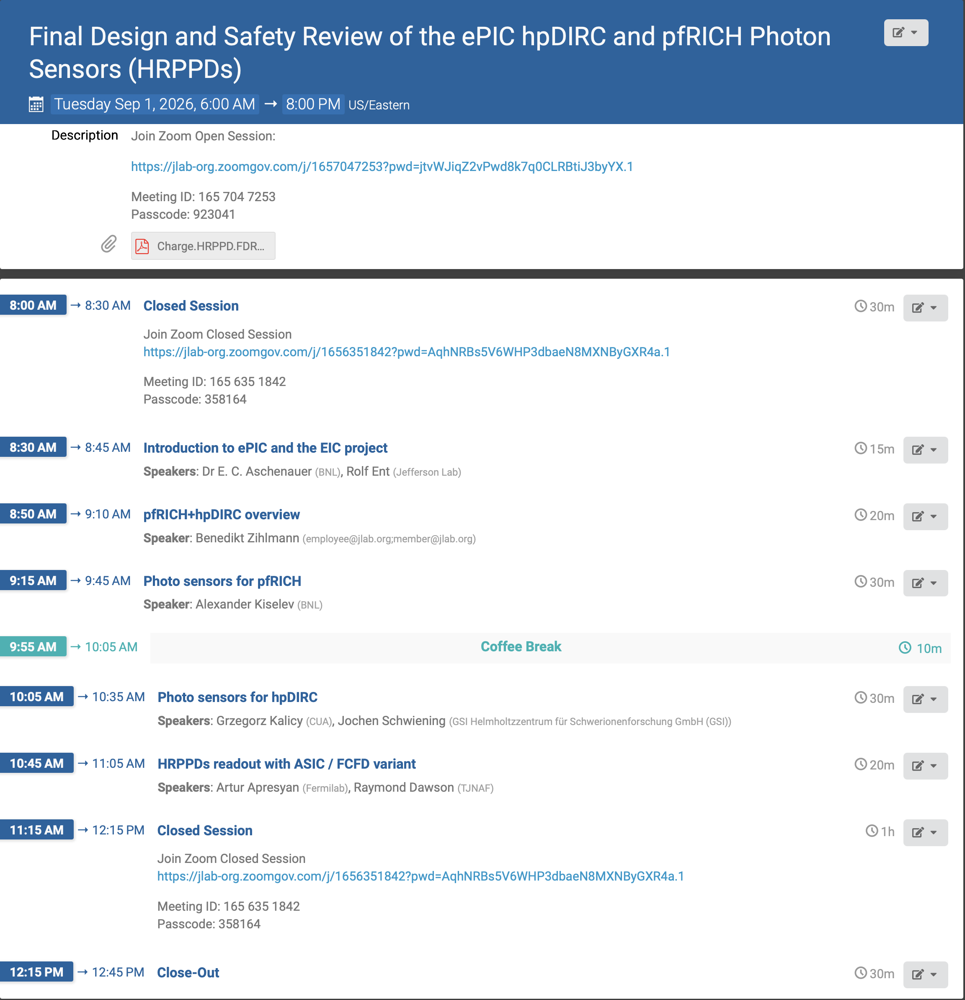 Final Design and Safety Review of the ePIC hpDIRC and pfRICH Photon
Sensors (HRPPDs)
Tuesday Sep 1, 2026, 6:00 AM → 8:00 PM US/Eastern
Description Join Zoom Open Session:
https://jlab-org.zoomgov.com/j/1657047253?pwd=jtvWJiqZ2vPwd8k7q0CLRBtiJ3byYX.1
Meeting ID: 165 704 7253
Passcode: 923041
Charge.HRPPD.FDR...
8:00 AM → 8:30 AM Closed Session 30m
Join Zoom Closed Session
https://jlab-org.zoomgov.com/j/1656351842?pwd=AqhNRBs5V6WHP3dbaeN8MXNByGXR4a.1
Meeting ID: 165 635 1842
Passcode: 358164
8:30 AM → 8:45 AM Introduction to ePIC and the EIC project 15m
Speakers: Dr E. C. Aschenauer (BNL), Rolf Ent (Jefferson Lab)
8:50 AM → 9:10 AM pfRICH+hpDIRC overview 20m
Speaker: Benedikt Zihlmann (employee@jlab.org;member@jlab.org)
9:15 AM → 9:45 AM Photo sensors for pfRICH 30m
Speaker: Alexander Kiselev (BNL)
9:55 AM → 10:05 AM Coffee Break 10m
10:05 AM → 10:35 AM Photo sensors for hpDIRC 30m
Speakers: Grzegorz Kalicy (CUA), Jochen Schwiening (GSI Helmholtzzentrum für Schwerionenforschung GmbH (GSI))
10:45 AM → 11:05 AM HRPPDs readout with ASIC / FCFD variant 20m
Speakers: Artur Apresyan (Fermilab), Raymond Dawson (TJNAF)
11:15 AM → 12:15 PM Closed Session 1h
Join Zoom Closed Session
https://jlab-org.zoomgov.com/j/1656351842?pwd=AqhNRBs5V6WHP3dbaeN8MXNByGXR4a.1
Meeting ID: 165 635 1842
Passcode: 358164
12:15 PM → 12:45 PM Close-Out 30m